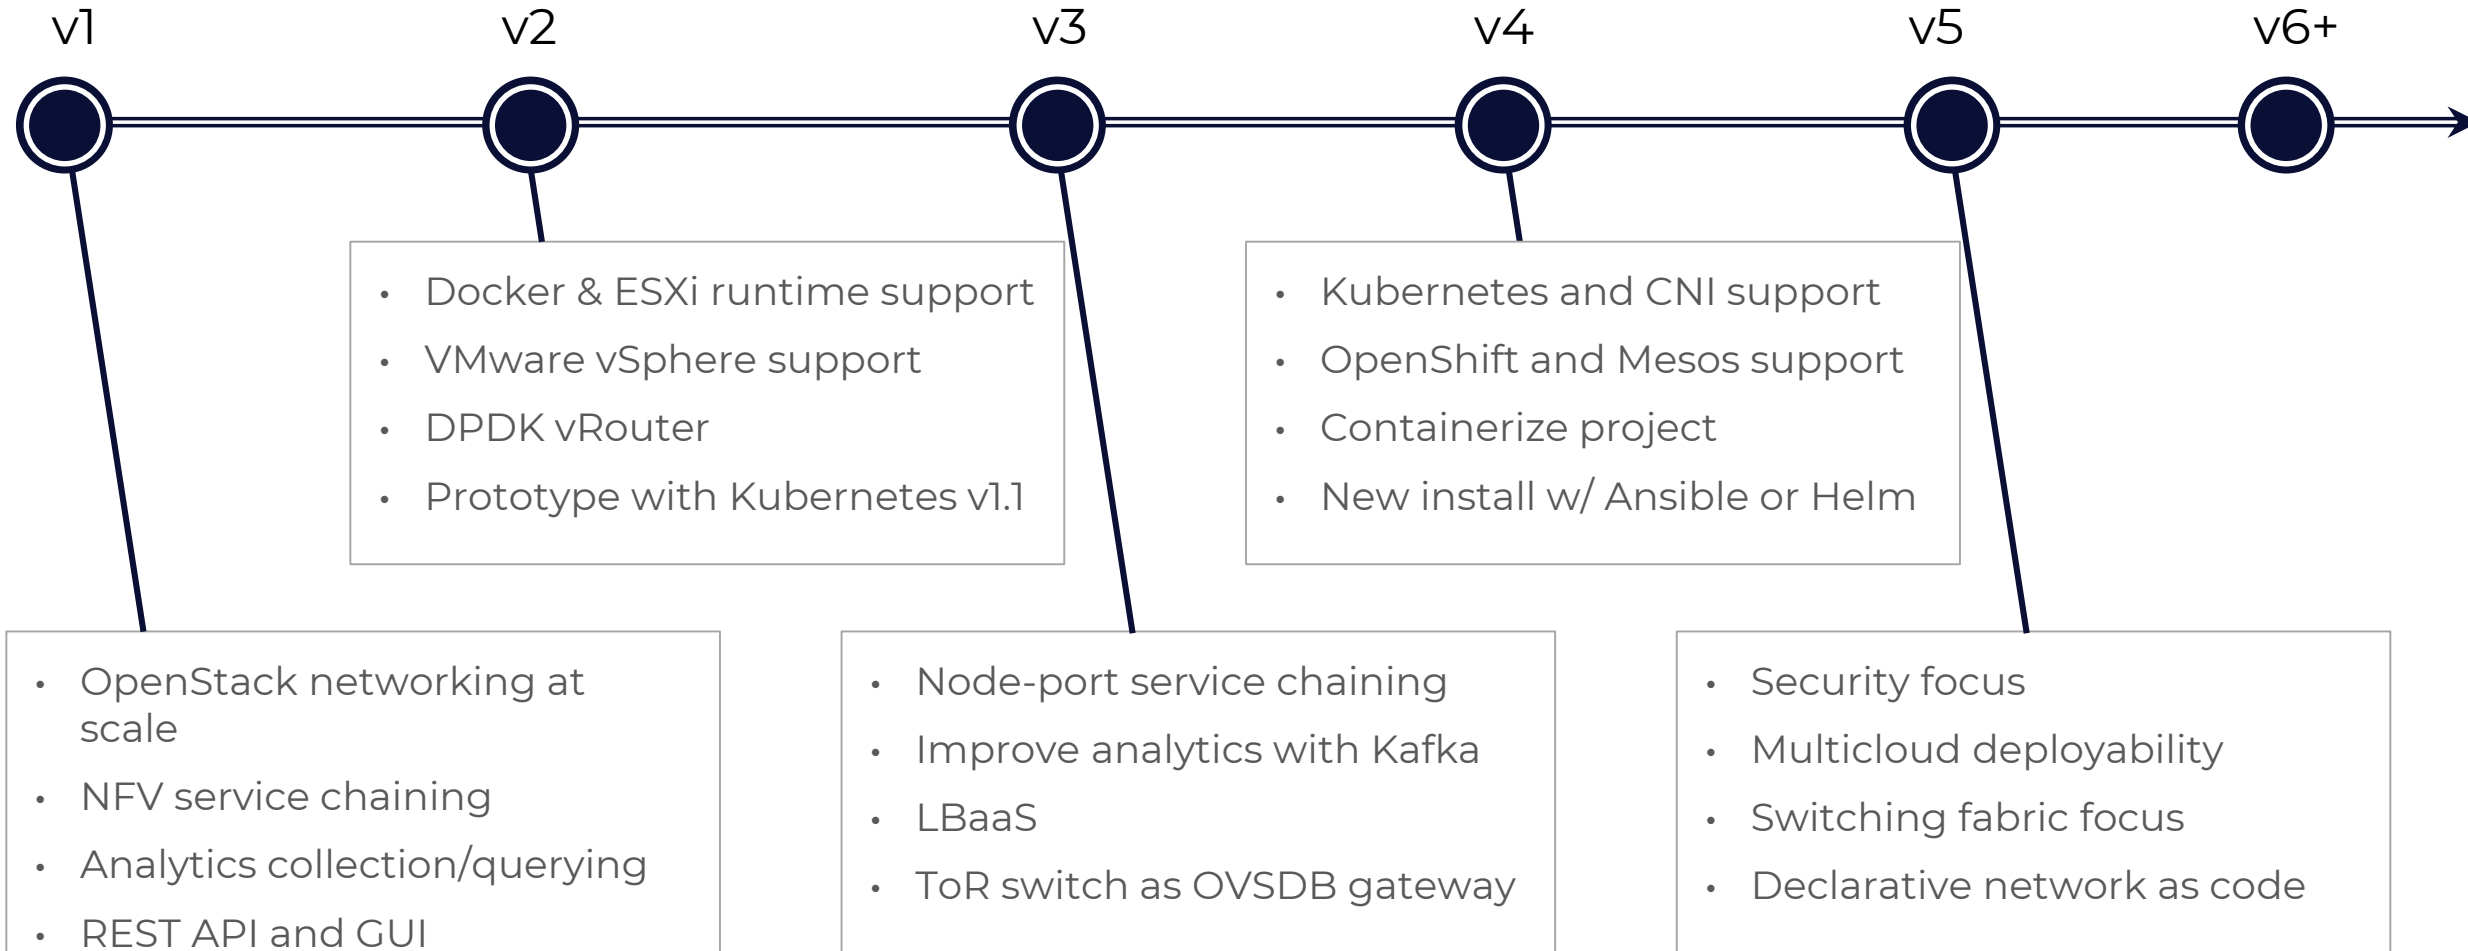 v1
v2
v3
v4
v5
v6+
• Docker & ESXi runtime support
• VMware vSphere support
• DPDK vRouter
• Prototype with Kubernetes v1.1
• Kubernetes and CNI support
• OpenShift and Mesos support
• Containerize project
• New install w/ Ansible or Helm
• OpenStack networking at
scale
• NFV service chaining
• Analytics collection/querying
• REST API and GUI
• Node-port service chaining
• Improve analytics with Kafka
• LBaaS
• ToR switch as OVSDB gateway
• Security focus
• Multicloud deployability
• Switching fabric focus
• Declarative network as code